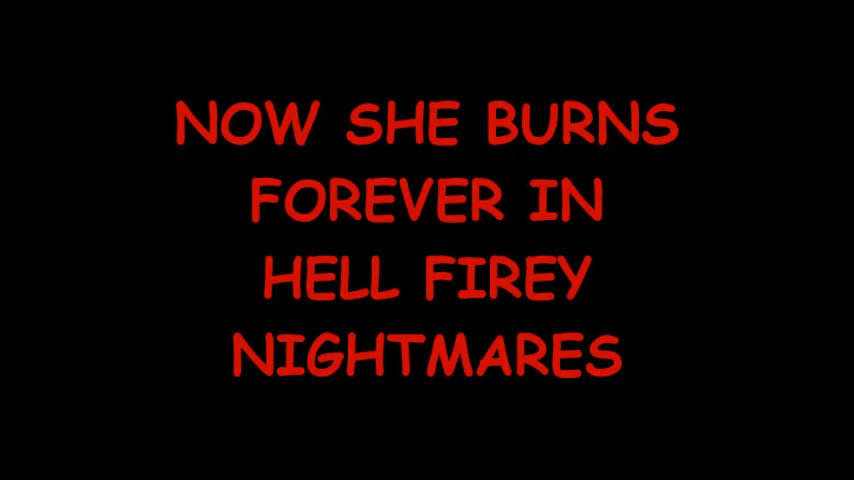 NOW SHE BURNS
FOREVER IN
HELL FIREY
NIGHTMARES